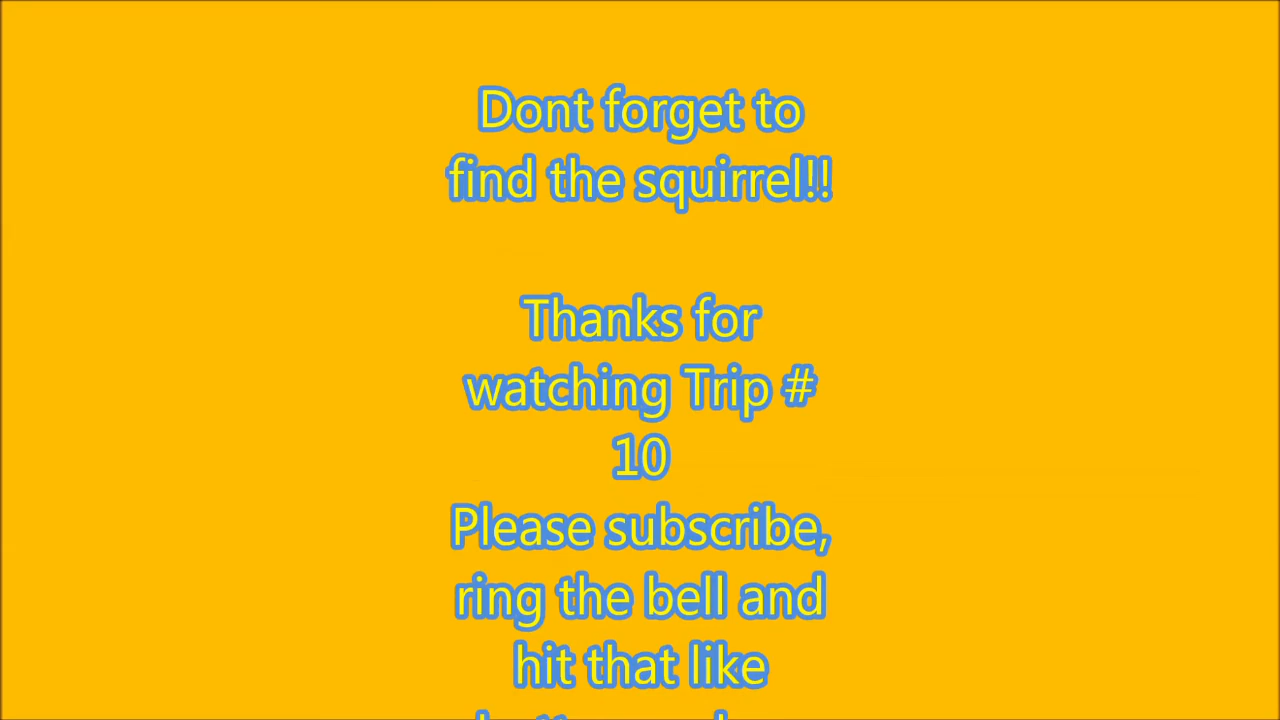 Dont forget to
find the squirrel!!
Thanks for
watching Trip #
10
Please subscribe,
ring the bell and
hit that like